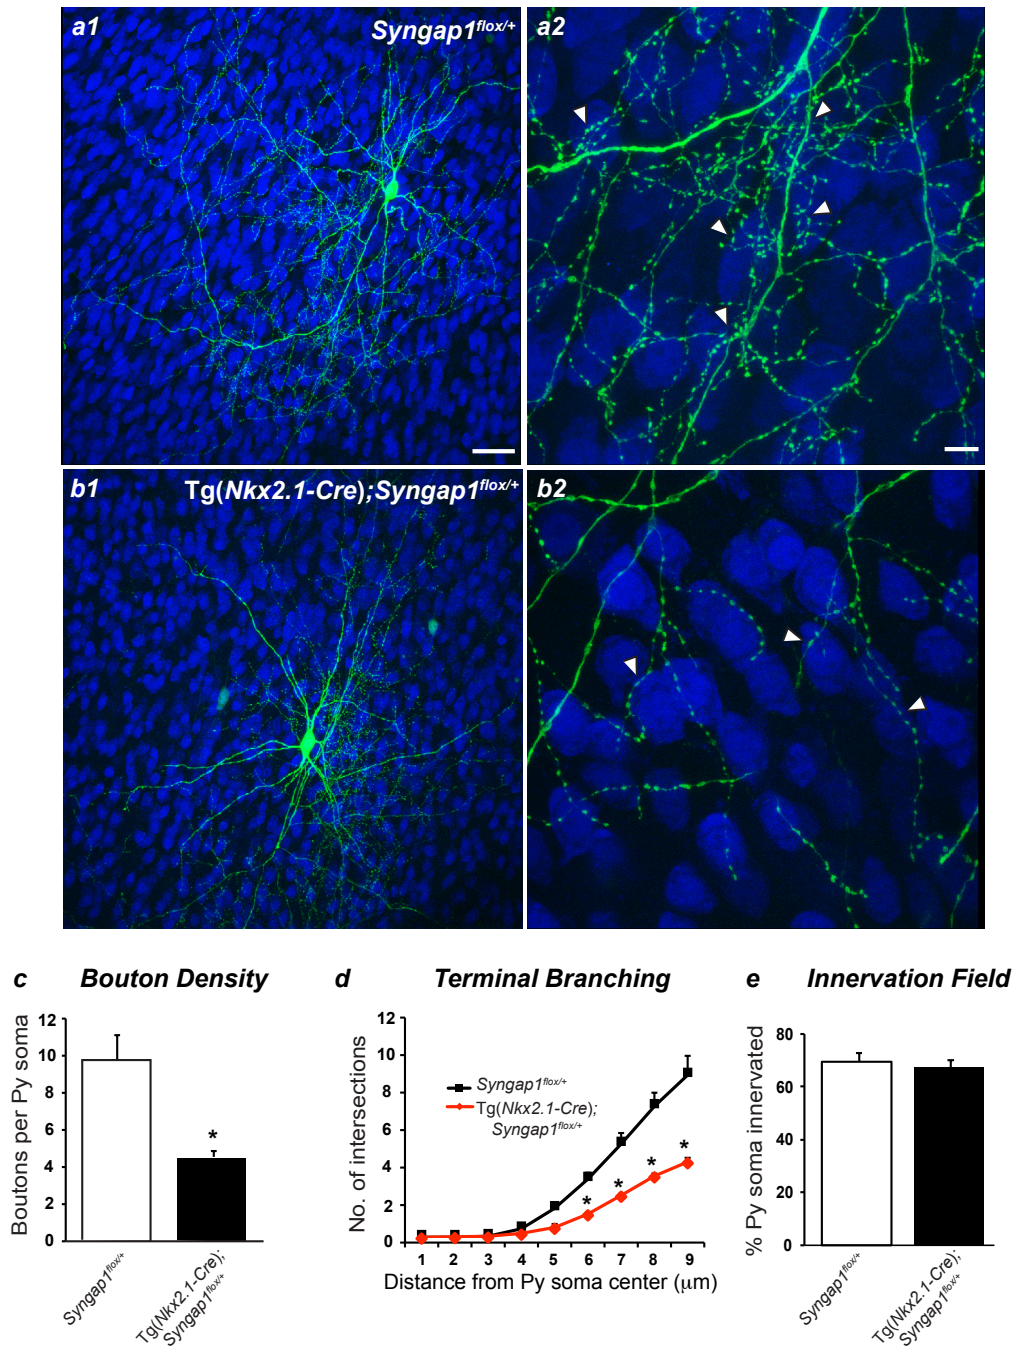 a1 Syngap1flox/+
a2
b1 Tg(Nkx2.1-Cre);Syngap1flox/+
b2
c Bouton Density
12
10
8
6
4
2
0
Boutons per Py soma
*
Syngap1flox/+
Tg(Nkx2.1-Cre);
Syngap1flox/+
d Terminal Branching
12
10
8
6
4
2
0
No. of intersections
Syngap1flox/+
Tg(Nkx2.1-Cre);
Syngap1flox/+
* * * *
1 2 3 4 5 6 7 8 9
Distance from Py soma center (μm)
e Innervation Field
80
60
40
20
0
% Py soma innervated
Syngap1flox/+
Tg(Nkx2.1-Cre);
Syngap1flox/+